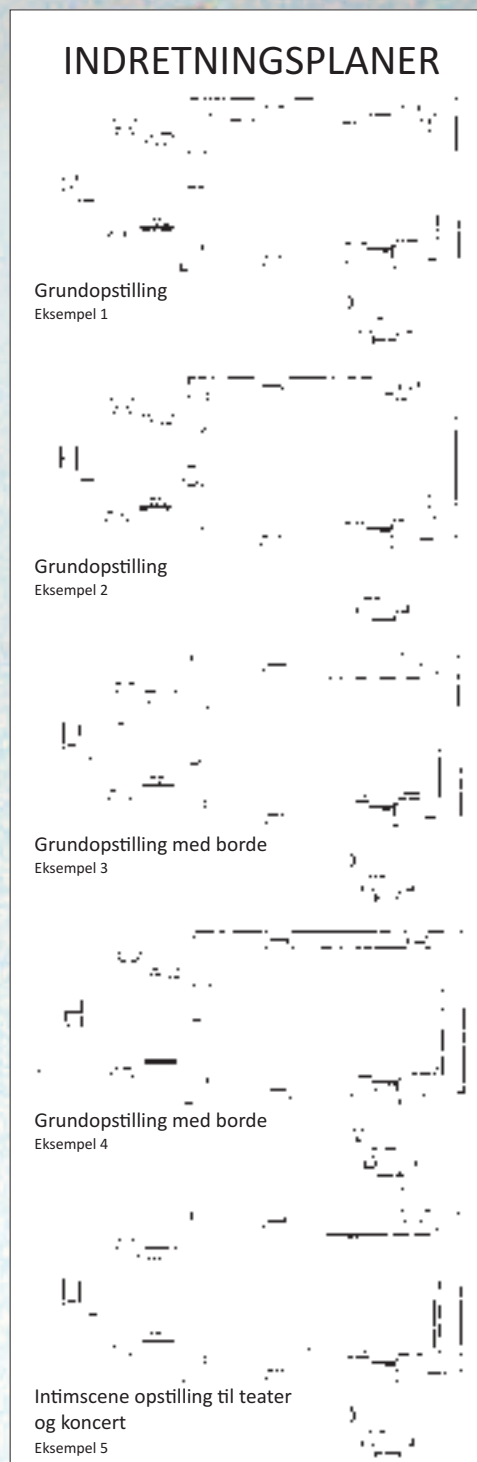 INDRETNINGSPLANER
Grundopstilling
Eksempel 1
Grundopstilling
Eksempel 2
Grundopstilling med borde
Eksempel 3
Grundopstilling med borde
Eksempel 4
Intimscene opstilling til teater
og koncert
Eksempel 5